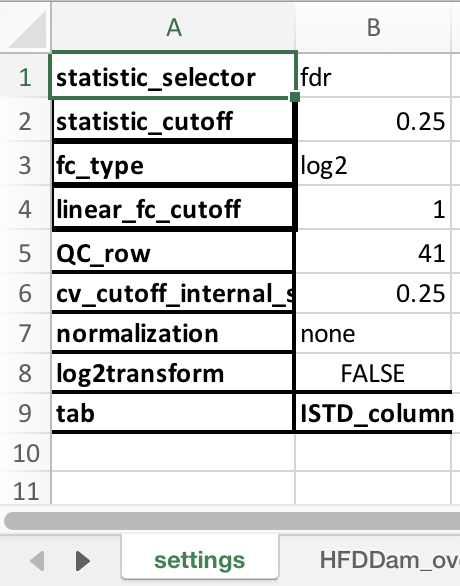 A B
1 statistic_selector fdr
2 statistic_cutoff 0.25
3 fc_type log2
4 linear_fc_cutoff 1
5 QC_row 41
6 cv_cutoff_internal_s 0.25
7 normalization none
8 log2transform FALSE
9 tab ISTD_column
10
11
settings HFDDam_ove